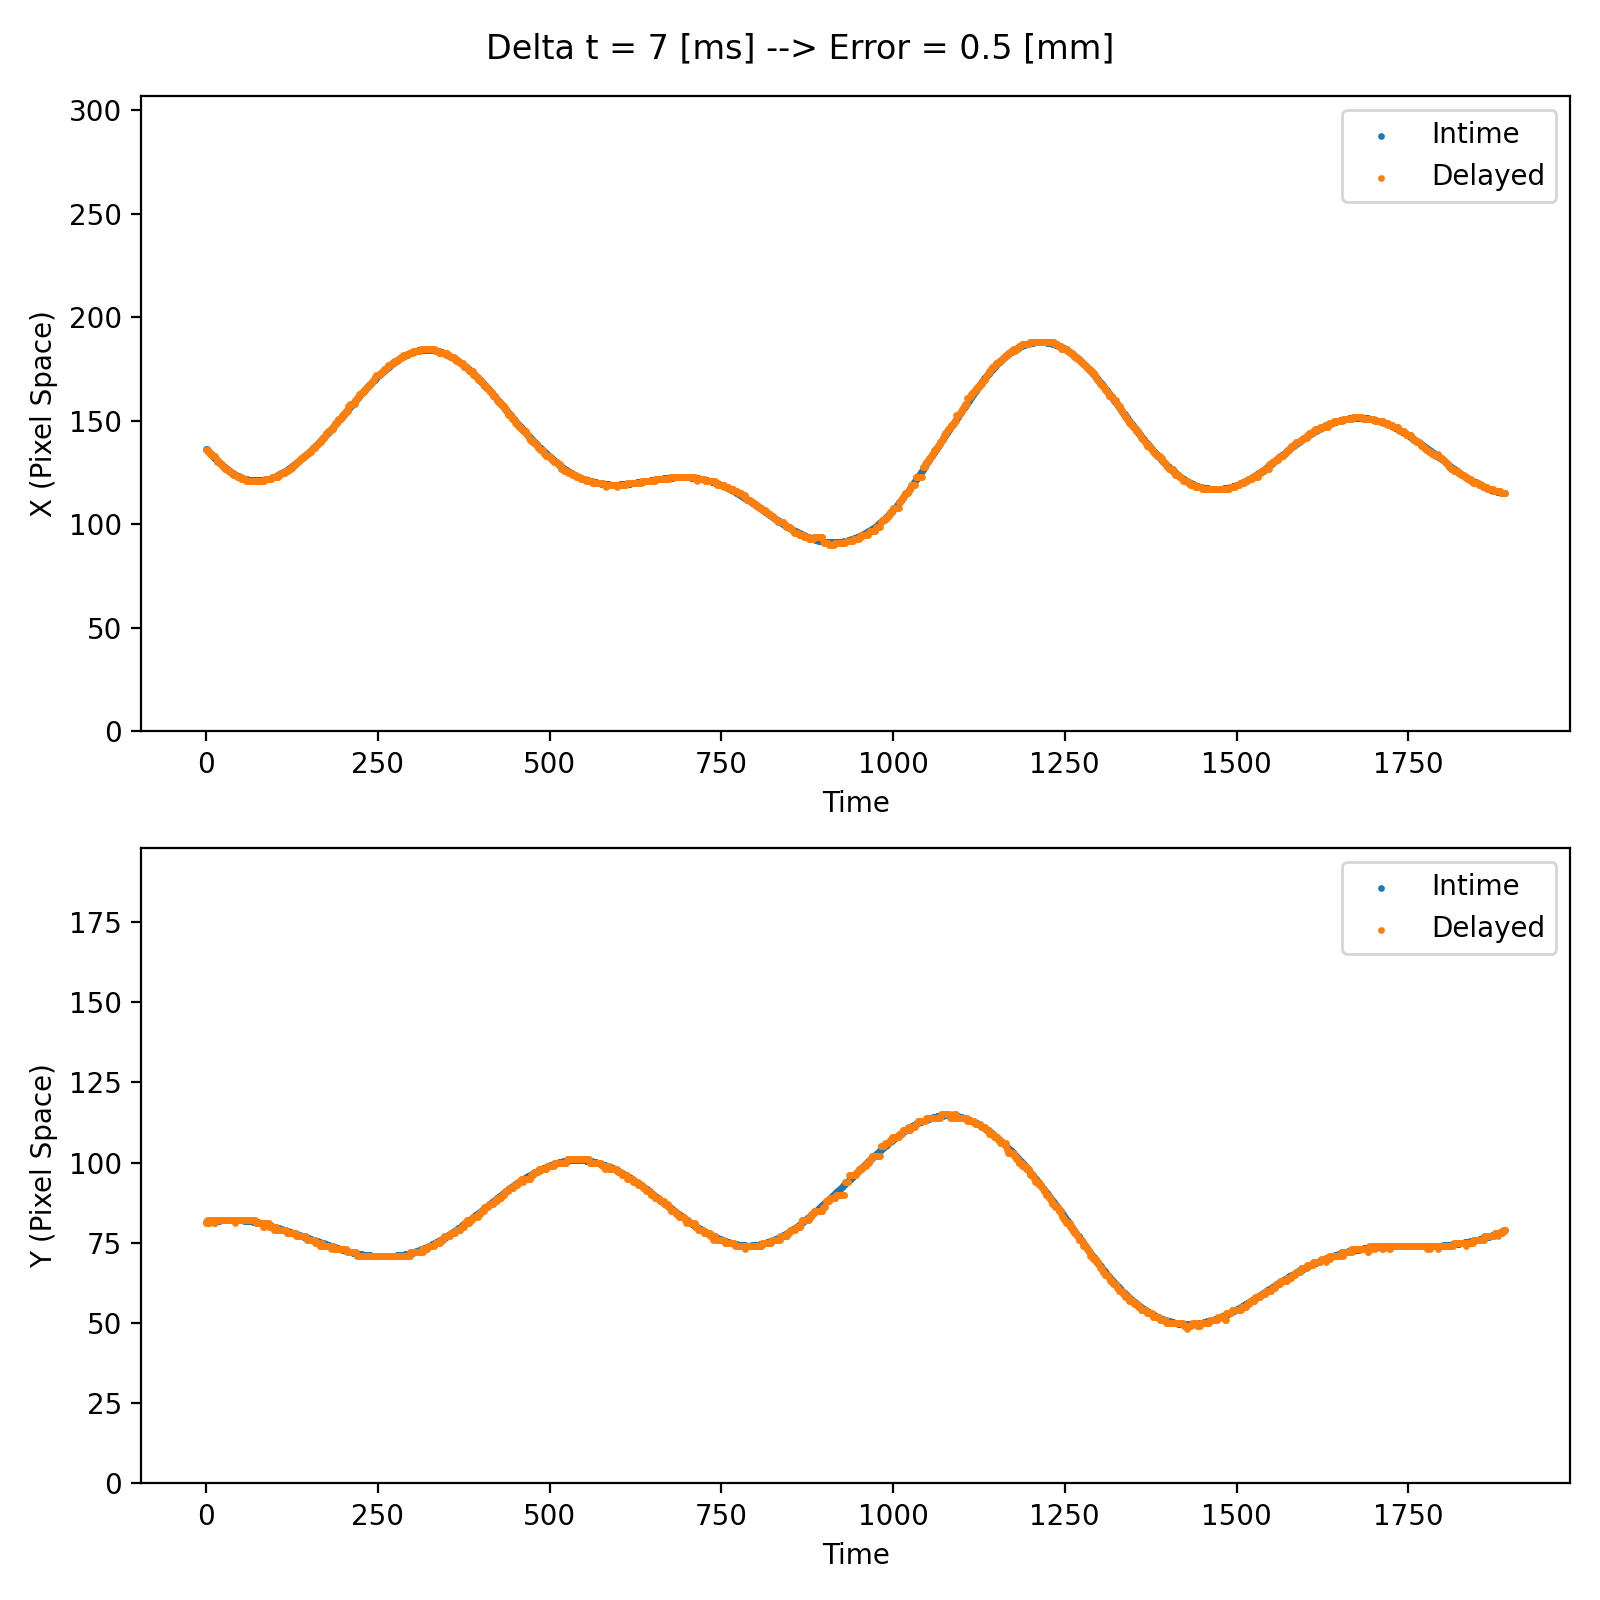 Delta t = 7 [ms] --> Error = 0.5 [mm]
300
250
200
150
100
50
0
X (Pixel Space)
Intime
Delayed
0 250 500 750 1000 1250 1500 1750
Time
175
150
125
100
75
50
25
0
Y (Pixel Space)
Intime
Delayed
0 250 500 750 1000 1250 1500 1750
Time